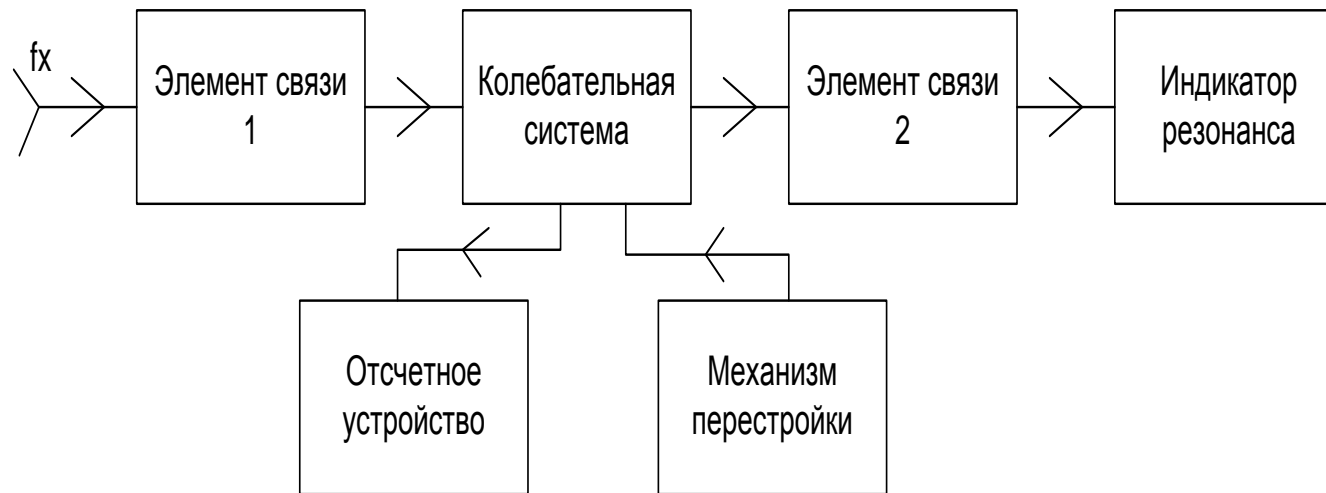 fx
Элемент связи
1
Колебательная
система
Элемент связи
2
Индикатор
резонанса
Отсчетное
устройство
Механизм
перестройки